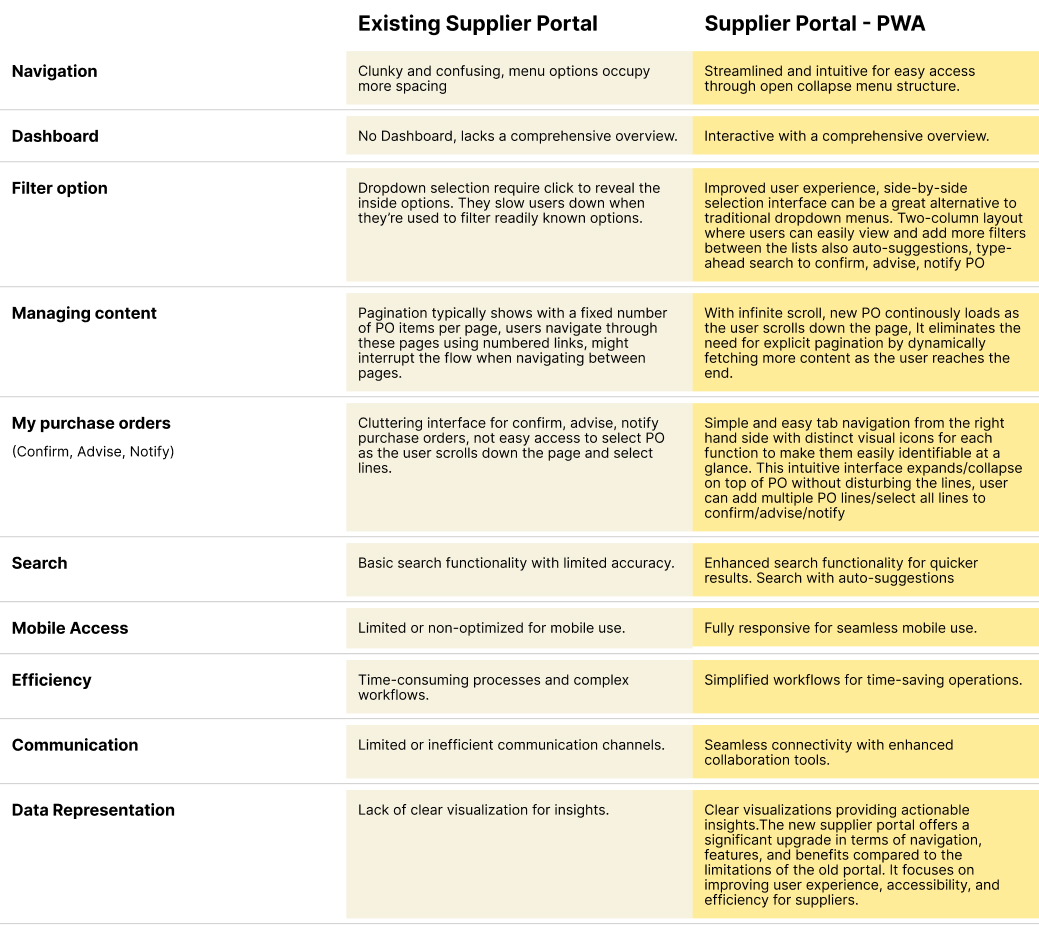 Existing Supplier Portal
Supplier Portal - PWA
Navigation
Clunky and confusing, menu options occupy
more spacing
Streamlined and intuitive for easy access
through open collapse menu structure.
Dashboard
No Dashboard, lacks a comprehensive overview.
Interactive with a comprehensive overview.
Filter option
Dropdown selection require click to reveal the
inside options. They slow users down when
they’re used to filter readily known options.
Improved user experience, side-by-side
selection interface can be a great alternative to
traditional dropdown menus. Two-column layout
where users can easily view and add more filters
between the lists also auto-suggestions, type-
ahead search to confirm, advise, notify PO
Managing content
Pagination typically shows with a fixed number
of PO items per page, users navigate through
these pages using numbered links, might
interrupt the flow when navigating between
pages.
With infinite scroll, new PO continously loads as
the user scrolls down the page, It eliminates the
need for explicit pagination by dynamically
fetching more content as the user reaches the
end.
My purchase orders
(Confirm, Advise, Notify)
Cluttering interface for confirm, advise, notify
purchase orders, not easy access to select PO
as the user scrolls down the page and select
lines.
Simple and easy tab navigation from the right
hand side with distinct visual icons for each
function to make them easily identifiable at a
glance. This intuitive interface expands/collapse
on top of PO without disturbing the lines, user
can add multiple PO lines/select all lines to
confirm/advise/notify
Search
Basic search functionality with limited accuracy.
Enhanced search functionality for quicker
results. Search with auto-suggestions
Mobile Access
Limited or non-optimized for mobile use.
Fully responsive for seamless mobile use.
Efficiency
Time-consuming processes and complex
workflows.
Simplified workflows for time-saving operations.
Communication
Limited or inefficient communication channels.
Seamless connectivity with enhanced
collaboration tools.
Data Representation
Lack of clear visualization for insights.
Clear visualizations providing actionable
insights.The new supplier portal offers a
significant upgrade in terms of navigation,
features, and benefits compared to the
limitations of the old portal. It focuses on
improving user experience, accessibility, and
efficiency for suppliers.